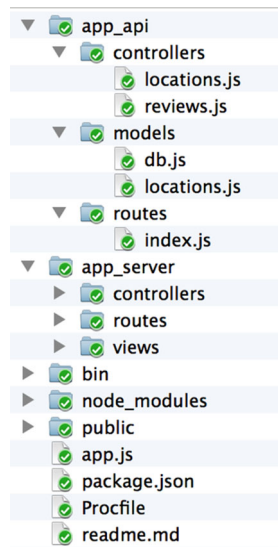 app_api
controllers
locations.js
reviews.js
models
db.js
locations.js
routes
index.js
app_server
controllers
routes
views
bin
node_modules
public
app.js
package.json
Procfile
readme.md